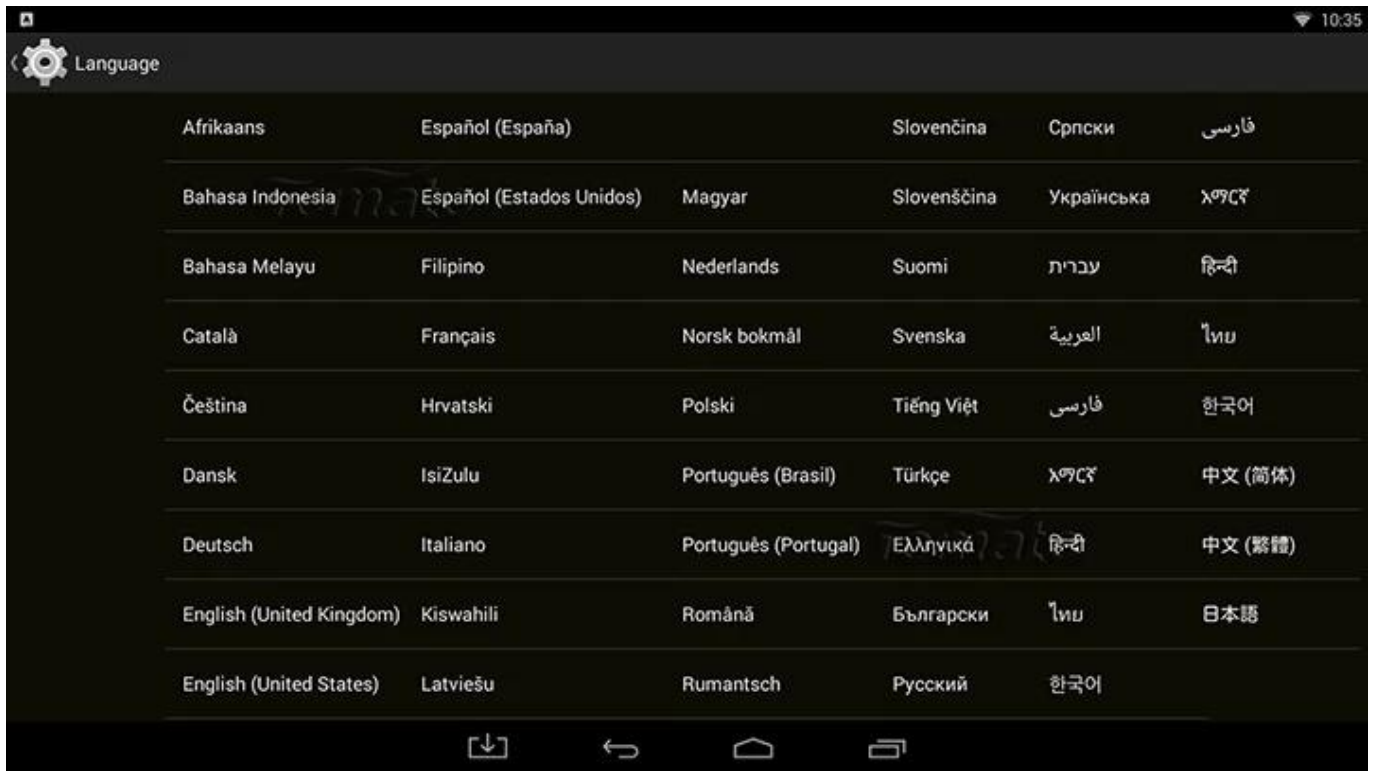 10:35
Language
Afrikaans Español (España) Slovenčina Српски فارسی
Bahasa Indonesia Español (Estados Unidos) Magyar Slovenščina Українська አማርኛ
Bahasa Melayu Filipino Nederlands Suomi עברית हिन्दी
Català Français Norsk bokmål Svenska العربية ไทย
Čeština Hrvatski Polski Tiếng Việt فارسی 한국어
Dansk IsiZulu Português (Brasil) Türkçe አማርኛ 中文 (简体)
Deutsch Italiano Português (Portugal) Ελληνικά हिन्दी 中文 (繁體)
English (United Kingdom) Kiswahili Română Български ไทย 日本語
English (United States) Latviešu Rumantsch Русский 한국어